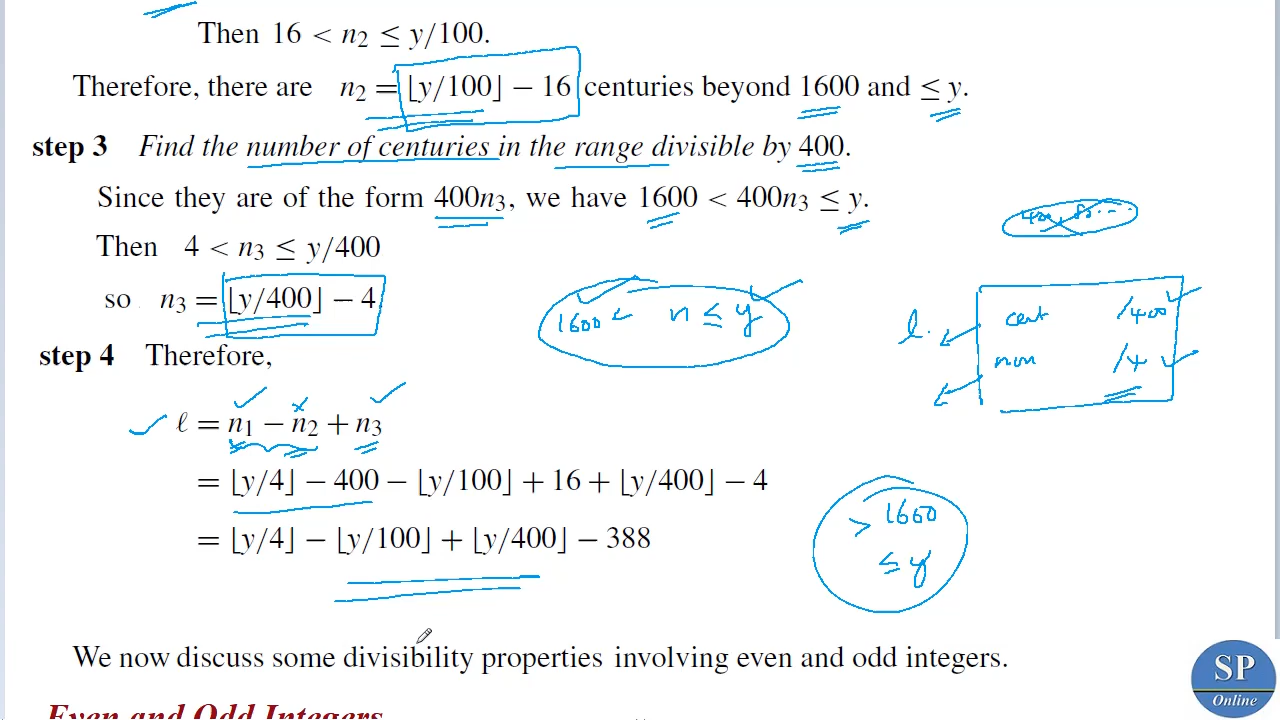 Then 16 < n₂ ≤ y/100.
Therefore, there are n₂ = ⌊y/100⌋ − 16 centuries beyond 1600 and ≤ y.
step 3 Find the number of centuries in the range divisible by 400.
Since they are of the form 400n₃, we have 1600 < 400n₃ ≤ y.
Then 4 < n₃ ≤ y/400
so n₃ = ⌊y/400⌋ − 4
1600 < n ≤ y
l.
cent /400
non /4
step 4 Therefore,
ℓ = n₁ − n₂ + n₃
= ⌊y/4⌋ − 400 − ⌊y/100⌋ + 16 + ⌊y/400⌋ − 4
= ⌊y/4⌋ − ⌊y/100⌋ + ⌊y/400⌋ − 388
> 1600
≤ y
We now discuss some divisibility properties involving even and odd integers.
Even and Odd Integers
SP
Online